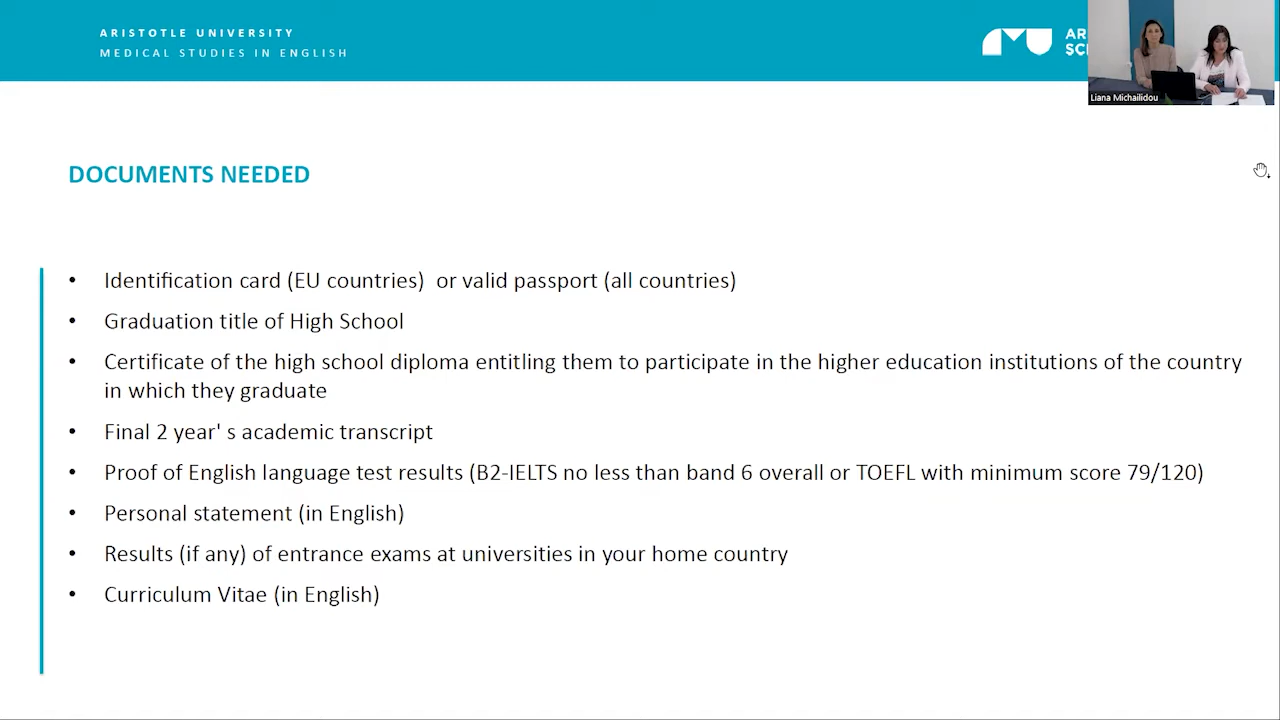 ARISTOTLE UNIVERSITY
MEDICAL STUDIES IN ENGLISH
Liana Michailidou
DOCUMENTS NEEDED
• Identification card (EU countries)  or valid passport (all countries)
• Graduation title of High School
• Certificate of the high school diploma entitling them to participate in the higher education institutions of the country
in which they graduate
• Final 2 year' s academic transcript
• Proof of English language test results (B2-IELTS no less than band 6 overall or TOEFL with minimum score 79/120)
• Personal statement (in English)
• Results (if any) of entrance exams at universities in your home country
• Curriculum Vitae (in English)